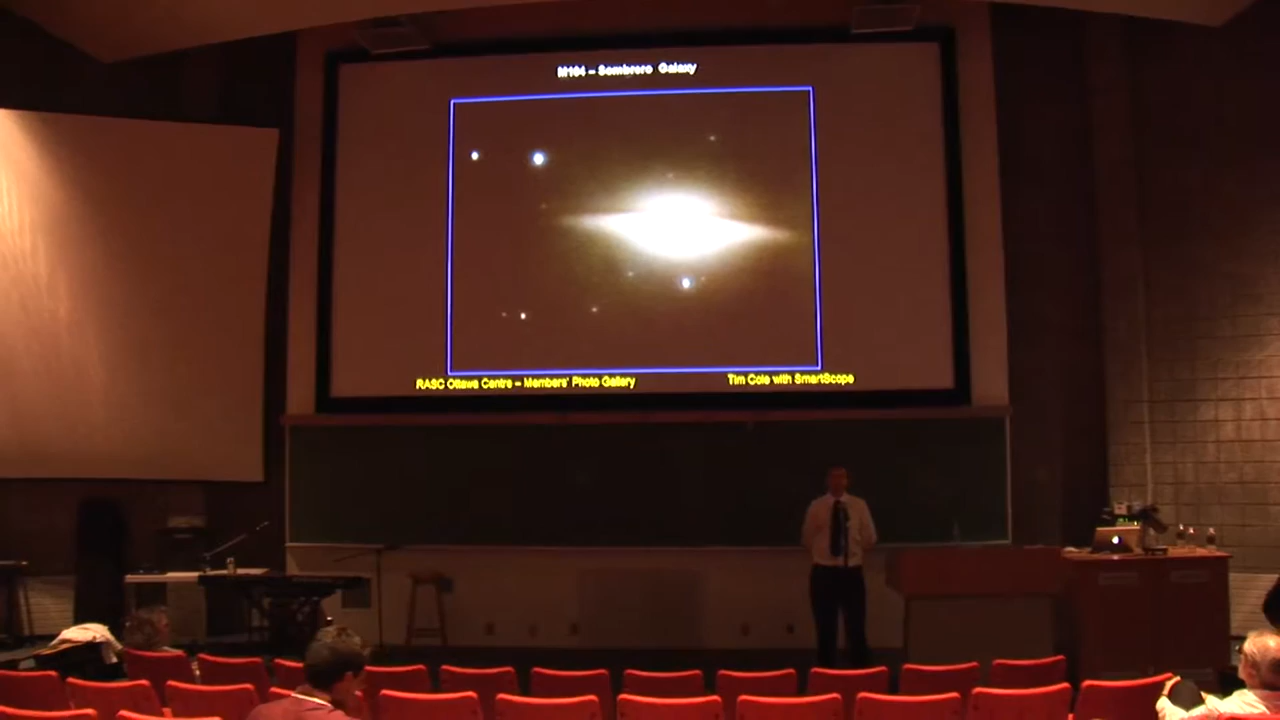 M104 – Sombrero Galaxy
RASC Ottawa Centre – Members' Photo Gallery
Tim Cole with SmartScope